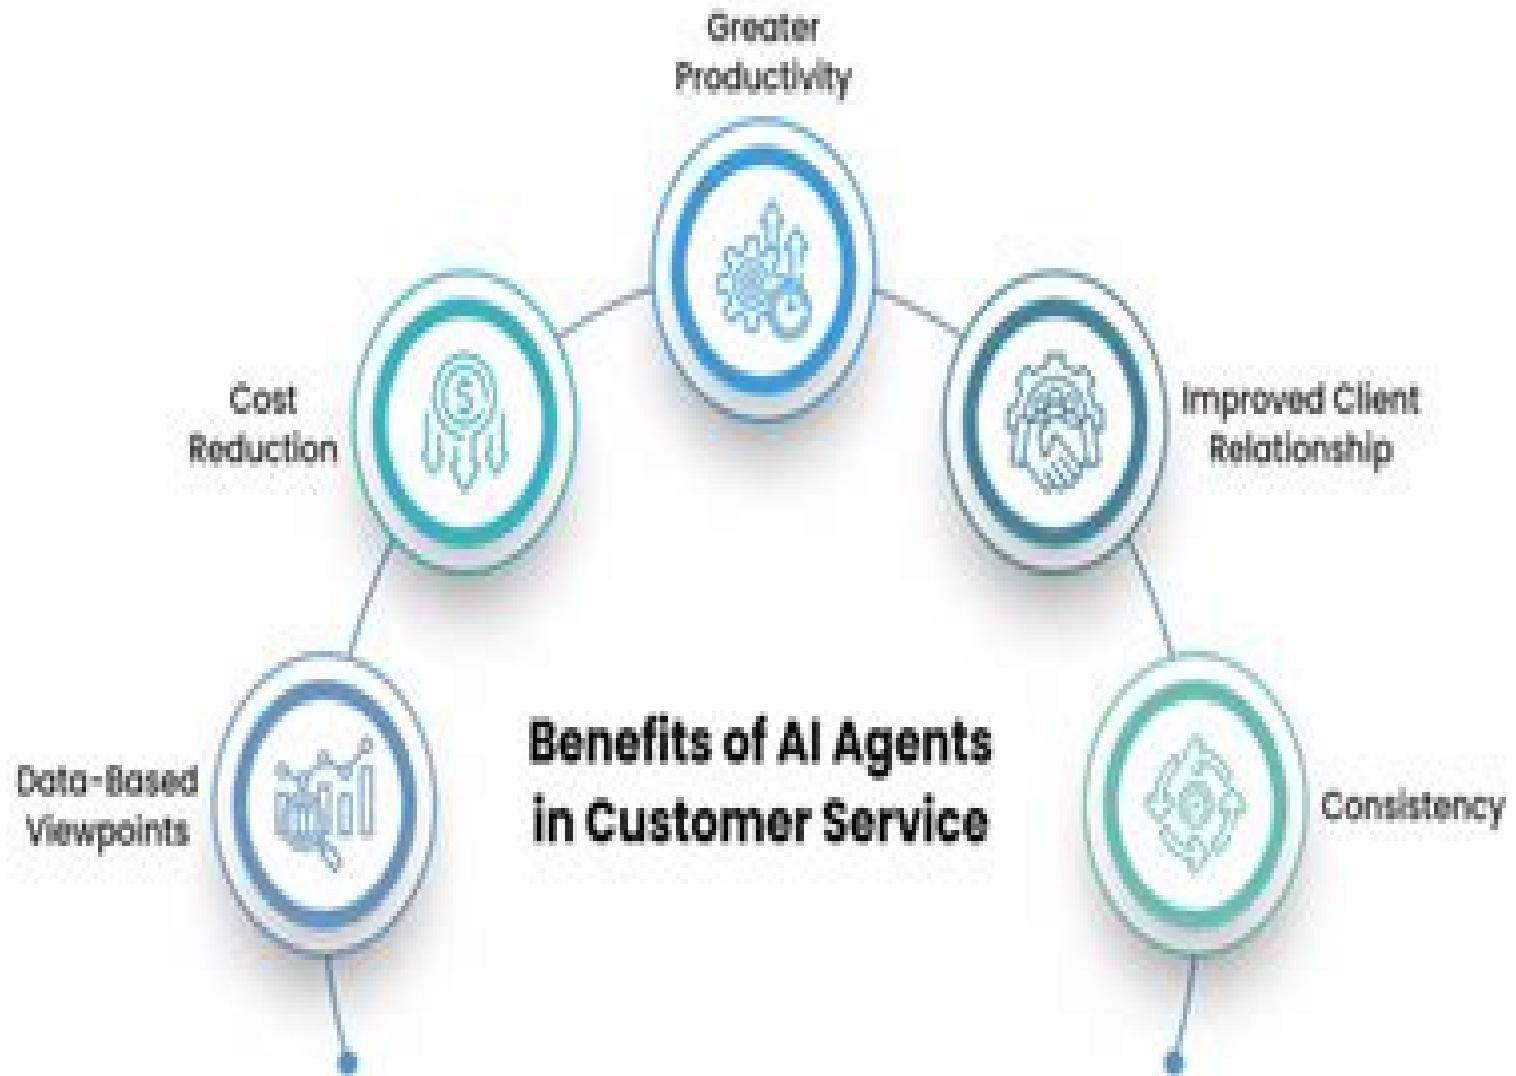 Greater
Productivity
Cost
Reduction
$
Improved Client
Relationship
Data-Based
Viewpoints
Benefits of AI Agents
in Customer Service
Consistency